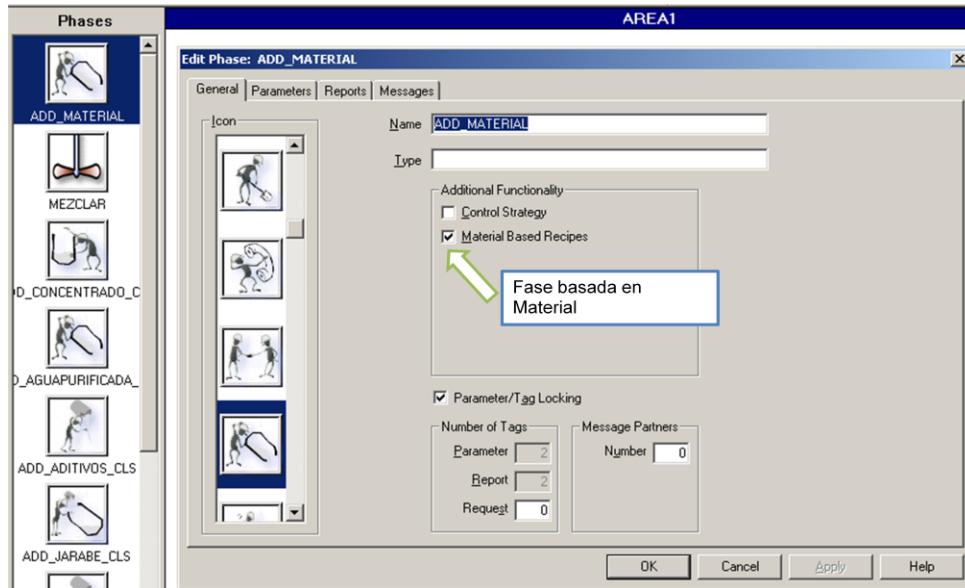 Phases
AREA1
ADD_MATERIAL
MEZCLAR
D_CONCENTRADO_C
D_AGUAPURIFICADA_
ADD_ADITIVOS_CLS
ADD_JARABE_CLS
Edit Phase: ADD_MATERIAL
General
Parameters
Reports
Messages
Icon
Name
ADD_MATERIAL
Type
Additional Functionality
Control Strategy
Material Based Recipes
Fase basada en
Material
Parameter/Tag Locking
Number of Tags
Parameter 2
Report 2
Request 0
Message Partners
Number 0
OK
Cancel
Apply
Help